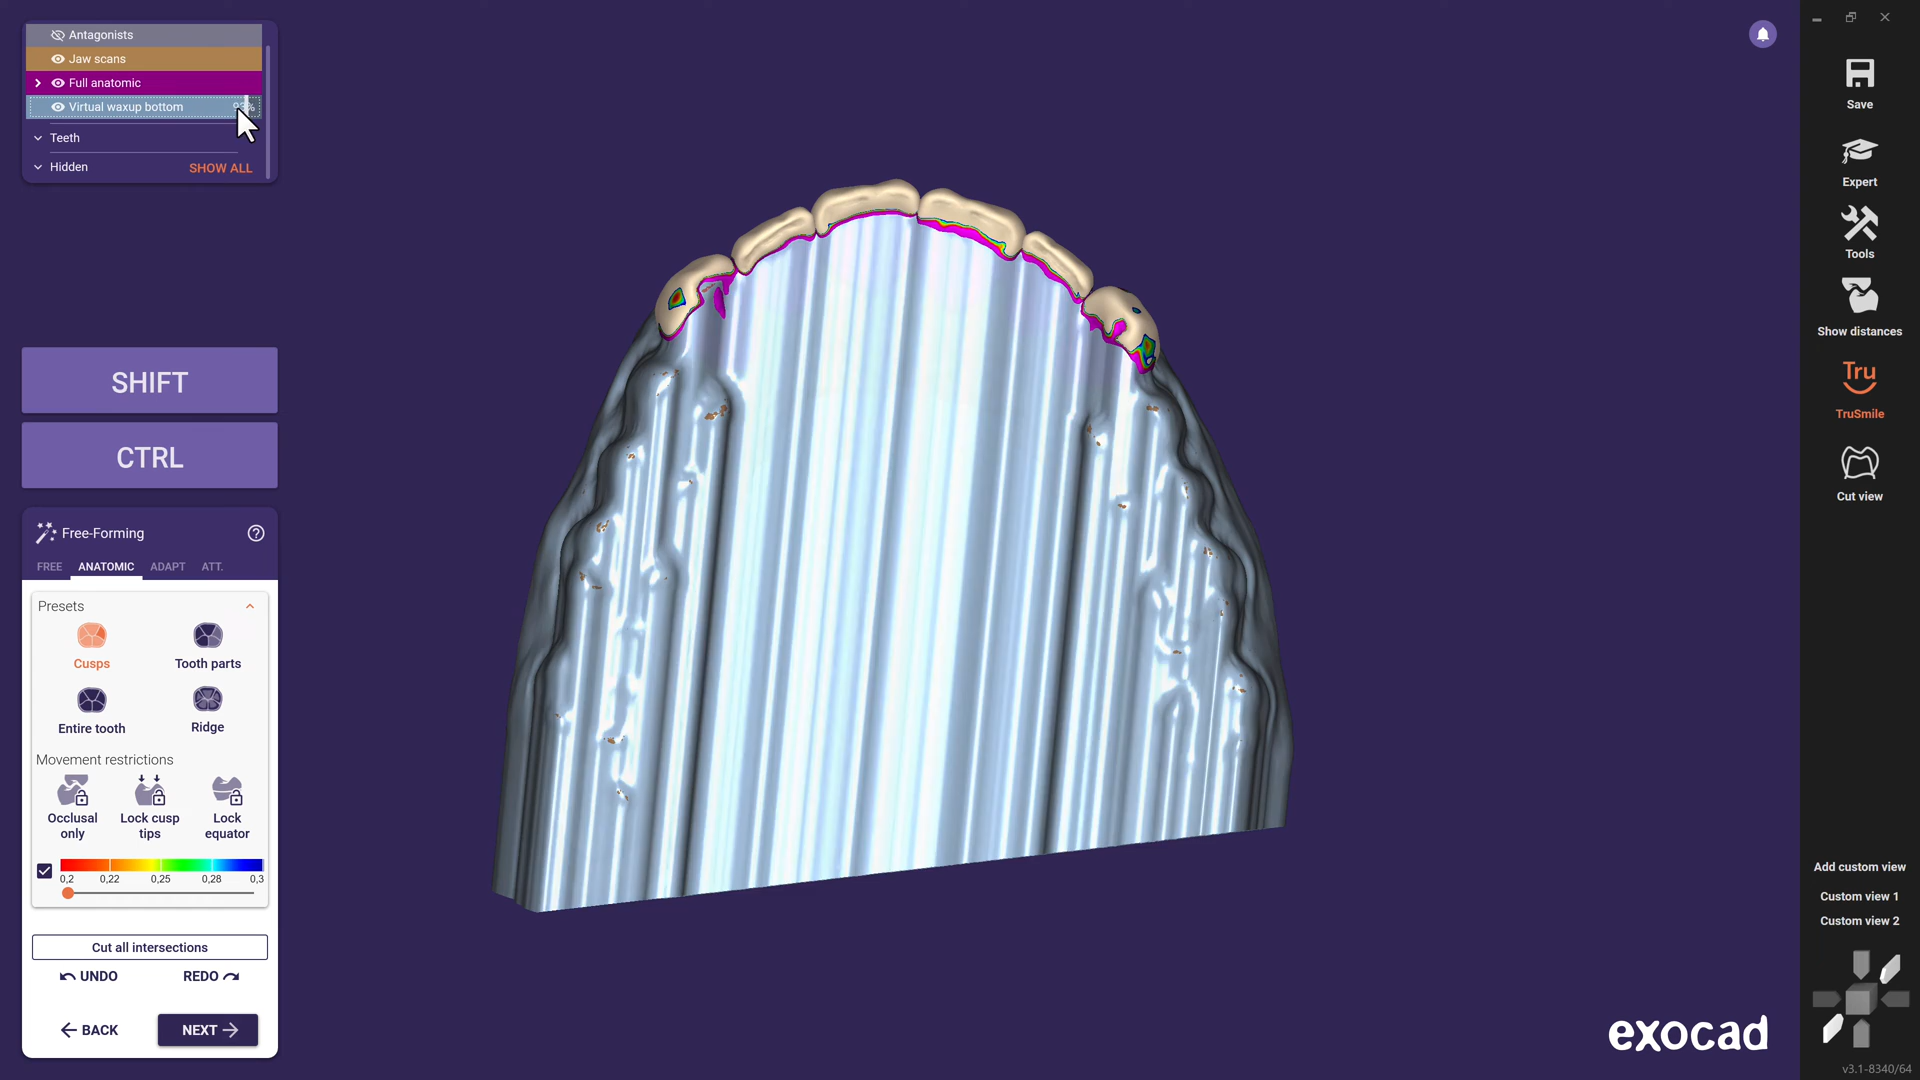 Antagonists
Jaw scans
Full anatomic
Virtual waxup bottom
Teeth
Hidden SHOW ALL
SHIFT
CTRL
Free-Forming
FREE ANATOMIC ADAPT ATT.
Presets
Cusps Tooth parts
Entire tooth Ridge
Movement restrictions
Occlusal only Lock cusp tips Lock equator
0,2 0,22 0,25 0,28 0,3
Cut all intersections
UNDO REDO
BACK NEXT
Save
Expert
Tools
Show distances
Tru
TruSmile
Cut view
Add custom view
Custom view 1
Custom view 2
exocad
v3.1-8340/64